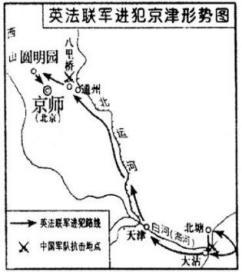 英法联军进犯京津形势图
西山
圆明园
八里桥
通州
京师
(北京)
北运河
白河(海河)
天津
北塘
大沽
英法联军进犯路线
中国军队抗击地点